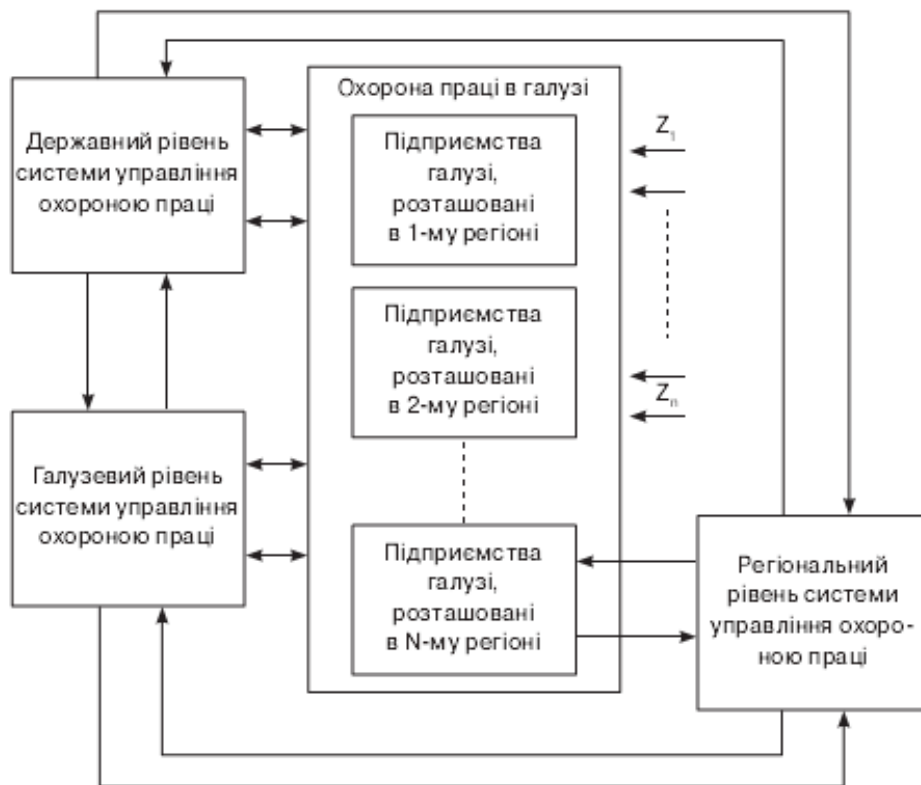 Охорона праці в галузі
Державний рівень
системи управління
охороною праці
Підприємства
галузі,
розташовані
в 1-му регіоні
Z1
Підприємства
галузі,
розташовані
в 2-му регіоні
Zn
Галузевий рівень
системи управління
охороною праці
Підприємства
галузі,
розташовані
в N-му регіоні
Регіональний
рівень системи
управління охоро-
ною праці